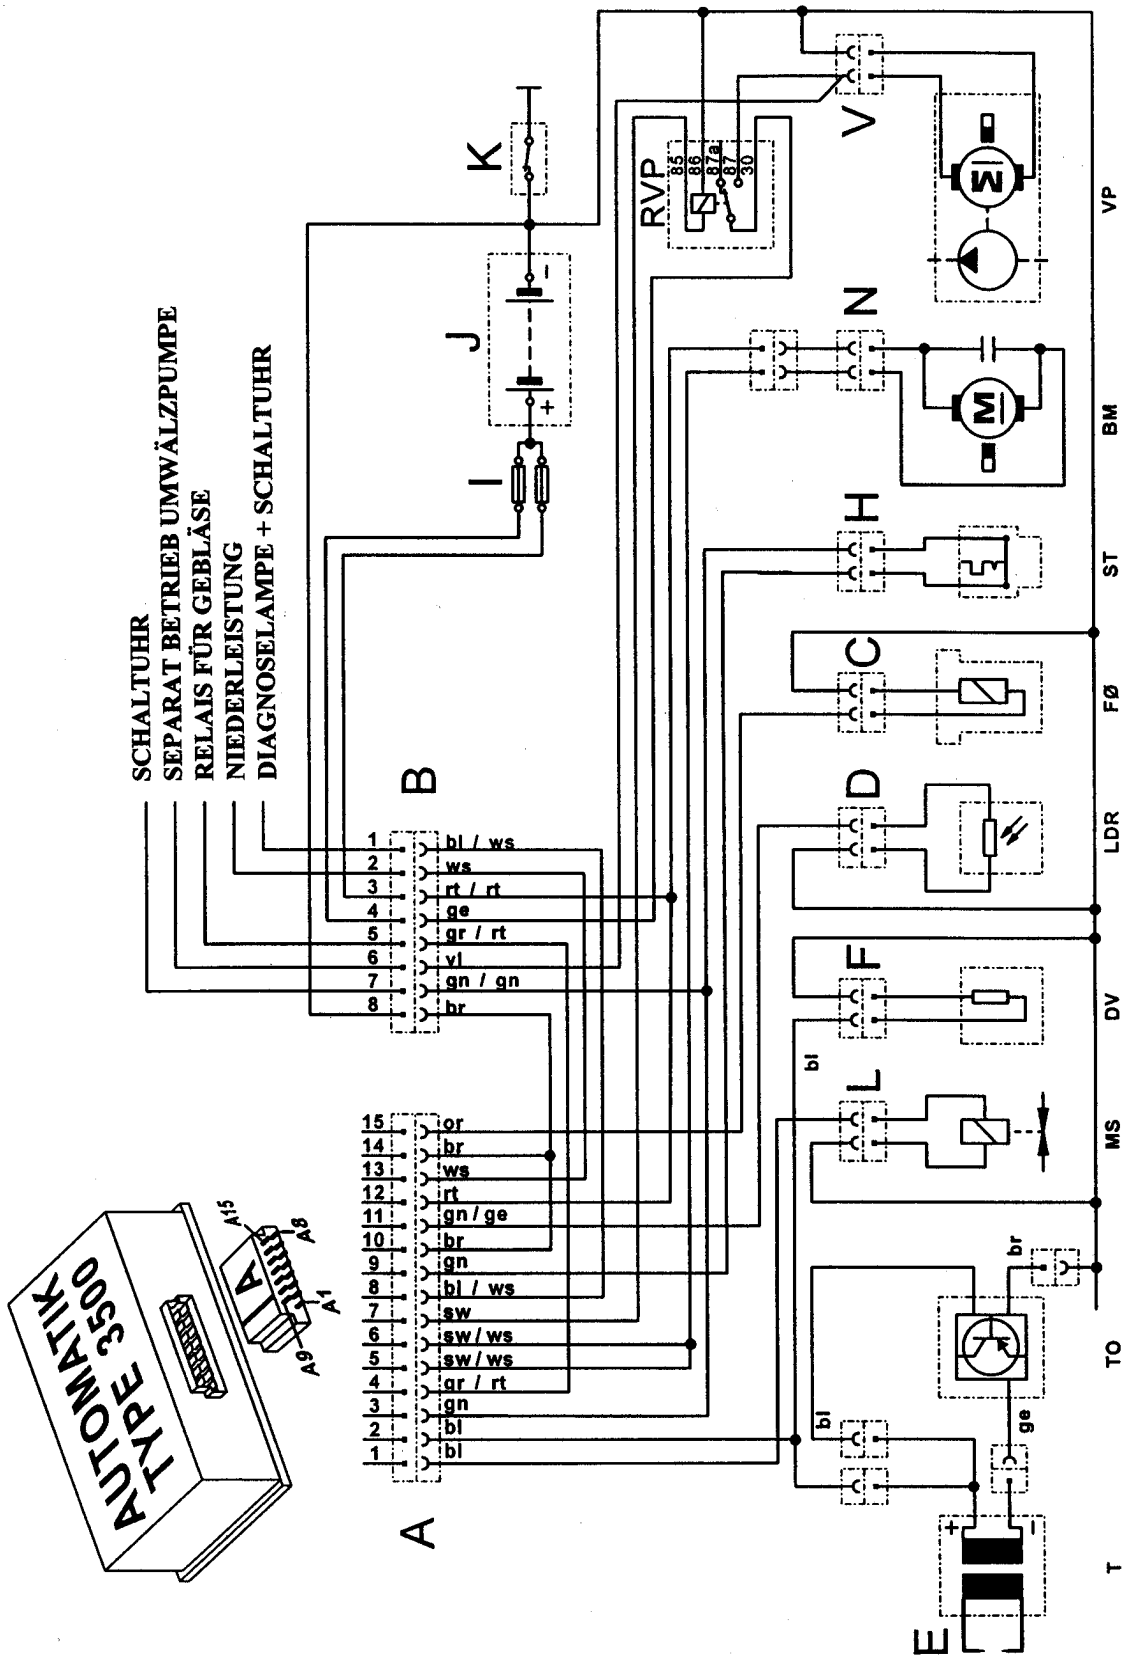 AUTOMATIK
TYPE 3500
A
A15
A8
A1
A9
SCHALTUHR
SEPARAT BETRIEB UMWÄLZPUMPE
RELAIS FÜR GEBLÄSE
NIEDERLEISTUNG
DIAGNOSELAMPE + SCHALTUHR
A
1 bl
2 bl
3 gn
4 gr / rt
5 sw/ws
6 sw/ws
7 sw
8 bl / ws
9 gn
10 br
11 gn/ge
12 rt
13 ws
14 br
15 or
B
8 br
7 gn / gn
6 vl
5 gr / rt
4 ge
3 rt / rt
2 ws
1 bl / ws
I
J
+
-
K
RVP
85
86
87a
87
30
E
+
-
bl
ge
br
L
bl
F
D
C
H
N
V
M
M
T
TO
MS
DV
LDR
FØ
ST
BM
VP